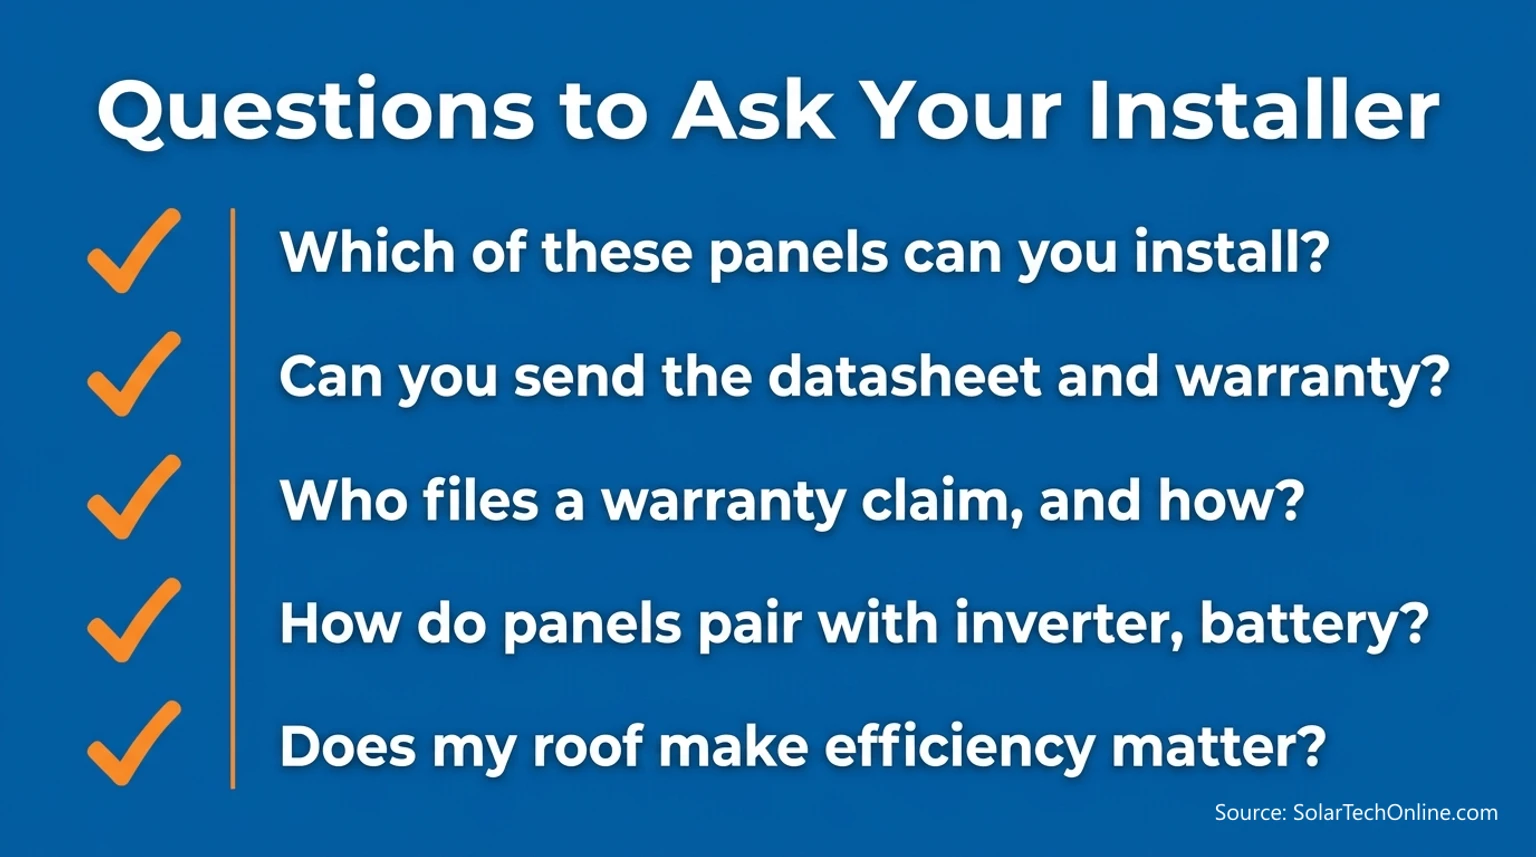 Questions to Ask Your Installer
Which of these panels can you install?
Can you send the datasheet and warranty?
Who files a warranty claim, and how?
How do panels pair with inverter, battery?
Does my roof make efficiency matter?
Source: SolarTechOnline.com